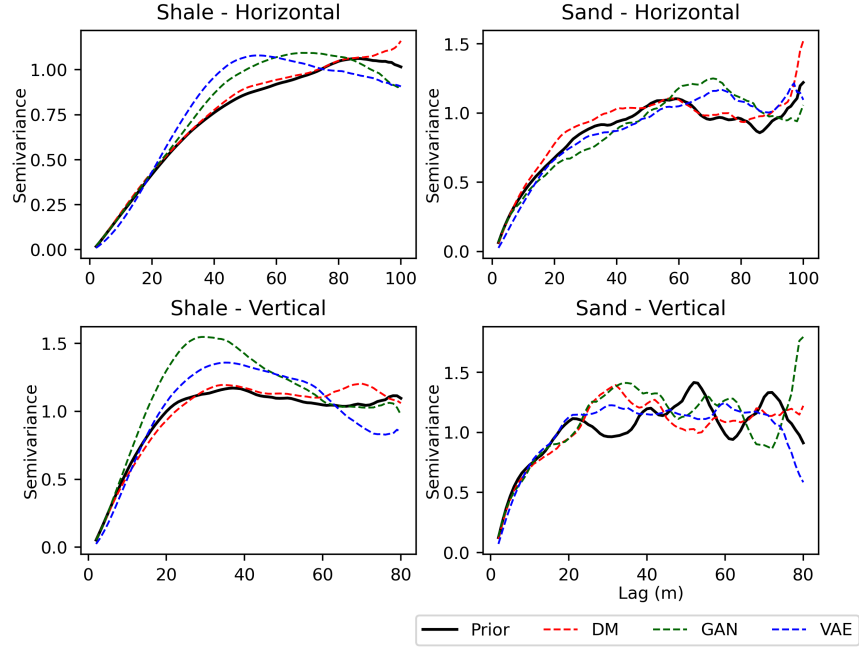 Shale - Horizontal
Semivariance
1.00
0.75
0.50
0.25
0.00
0 20 40 60 80 100
Sand - Horizontal
Semivariance
1.5
1.0
0.5
0.0
0 20 40 60 80 100
Shale - Vertical
Semivariance
1.5
1.0
0.5
0.0
0 20 40 60 80
Sand - Vertical
Semivariance
1.5
1.0
0.5
0.0
0 20 40 60 80
Lag (m)
Prior DM GAN VAE